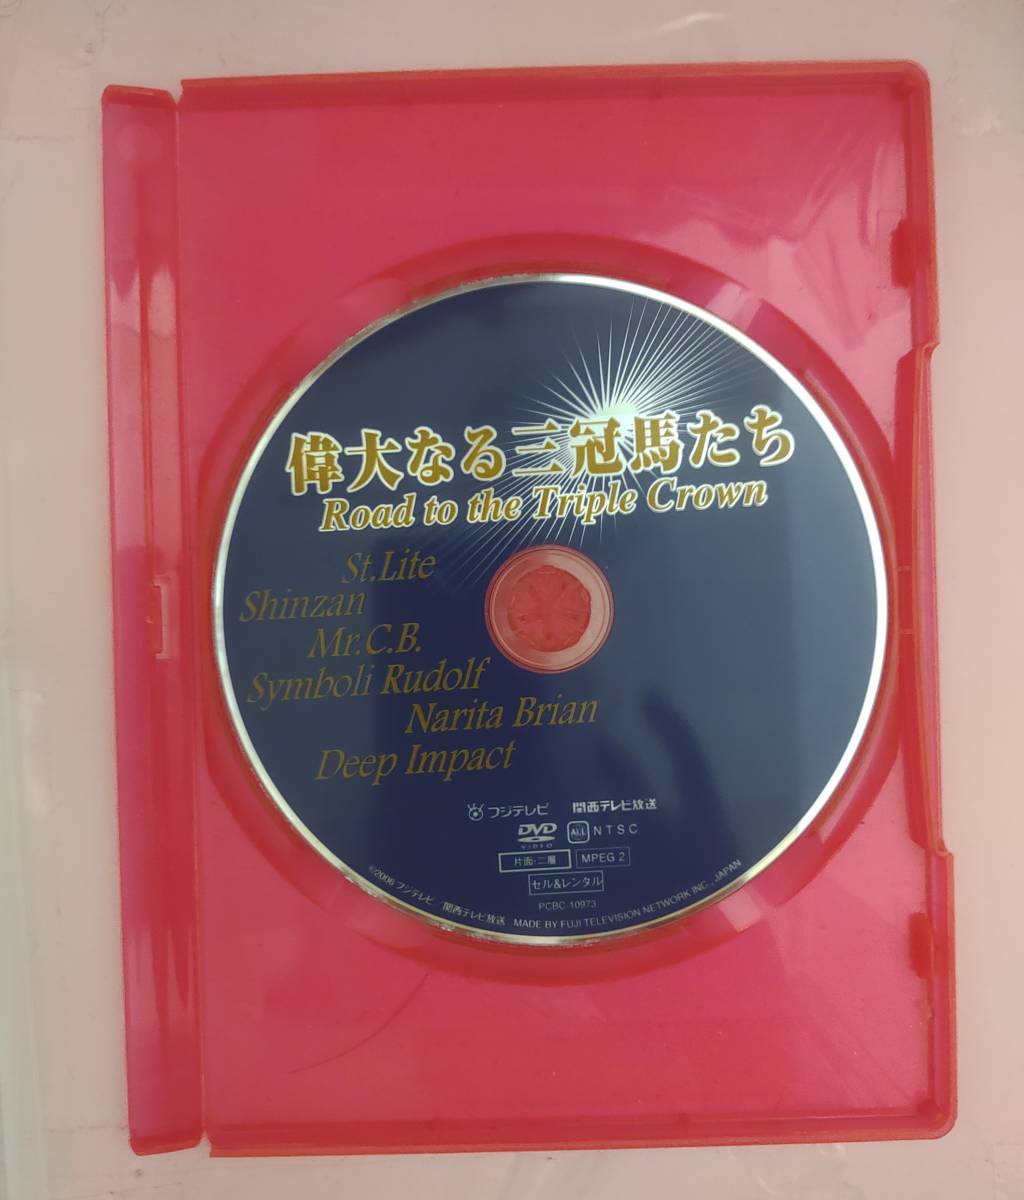 偉大なる三冠馬たち
Road to the Triple Crown
St.Lite
Shinzan
Mr.C.B.
Symboli Rudolf
Narita Brian
Deep Impact
フジテレビ 関西テレビ放送
DVD VIDEO ALL NTSC
片面・二層 MPEG 2
セル&レンタル
PCBC-10973
©2006 フジテレビ 関西テレビ放送 MADE BY FUJI TELEVISION NETWORK INC., JAPAN